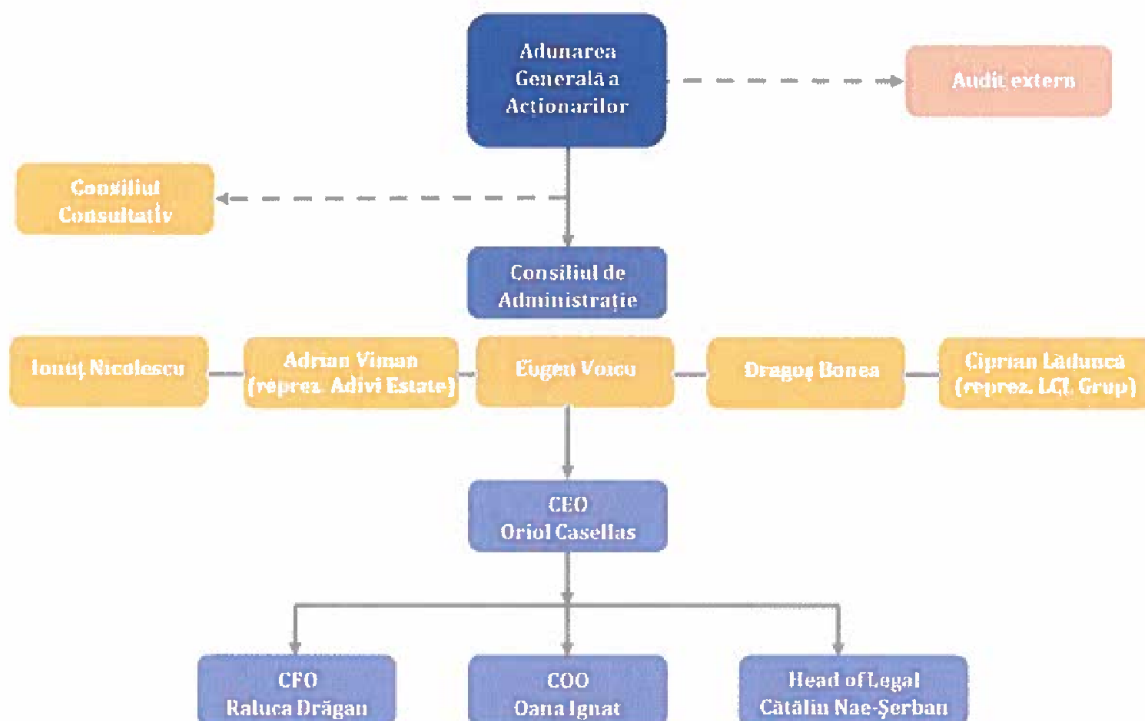 Adunarea
Generală a
Acționarilor
Audit extern
Consiliul
Consultativ
Consiliul de
Administrație
Ionuț Nicolescu
Adrian Viman
(reprez. Adivi Estate)
Eugen Voicu
Dragoș Bonea
Ciprian Lăduncă
(reprez. LCL Grup)
CEO
Oriol Casellas
CFO
Raluca Drăgan
COO
Oana Ignat
Head of Legal
Cătălin Nae-Șerban